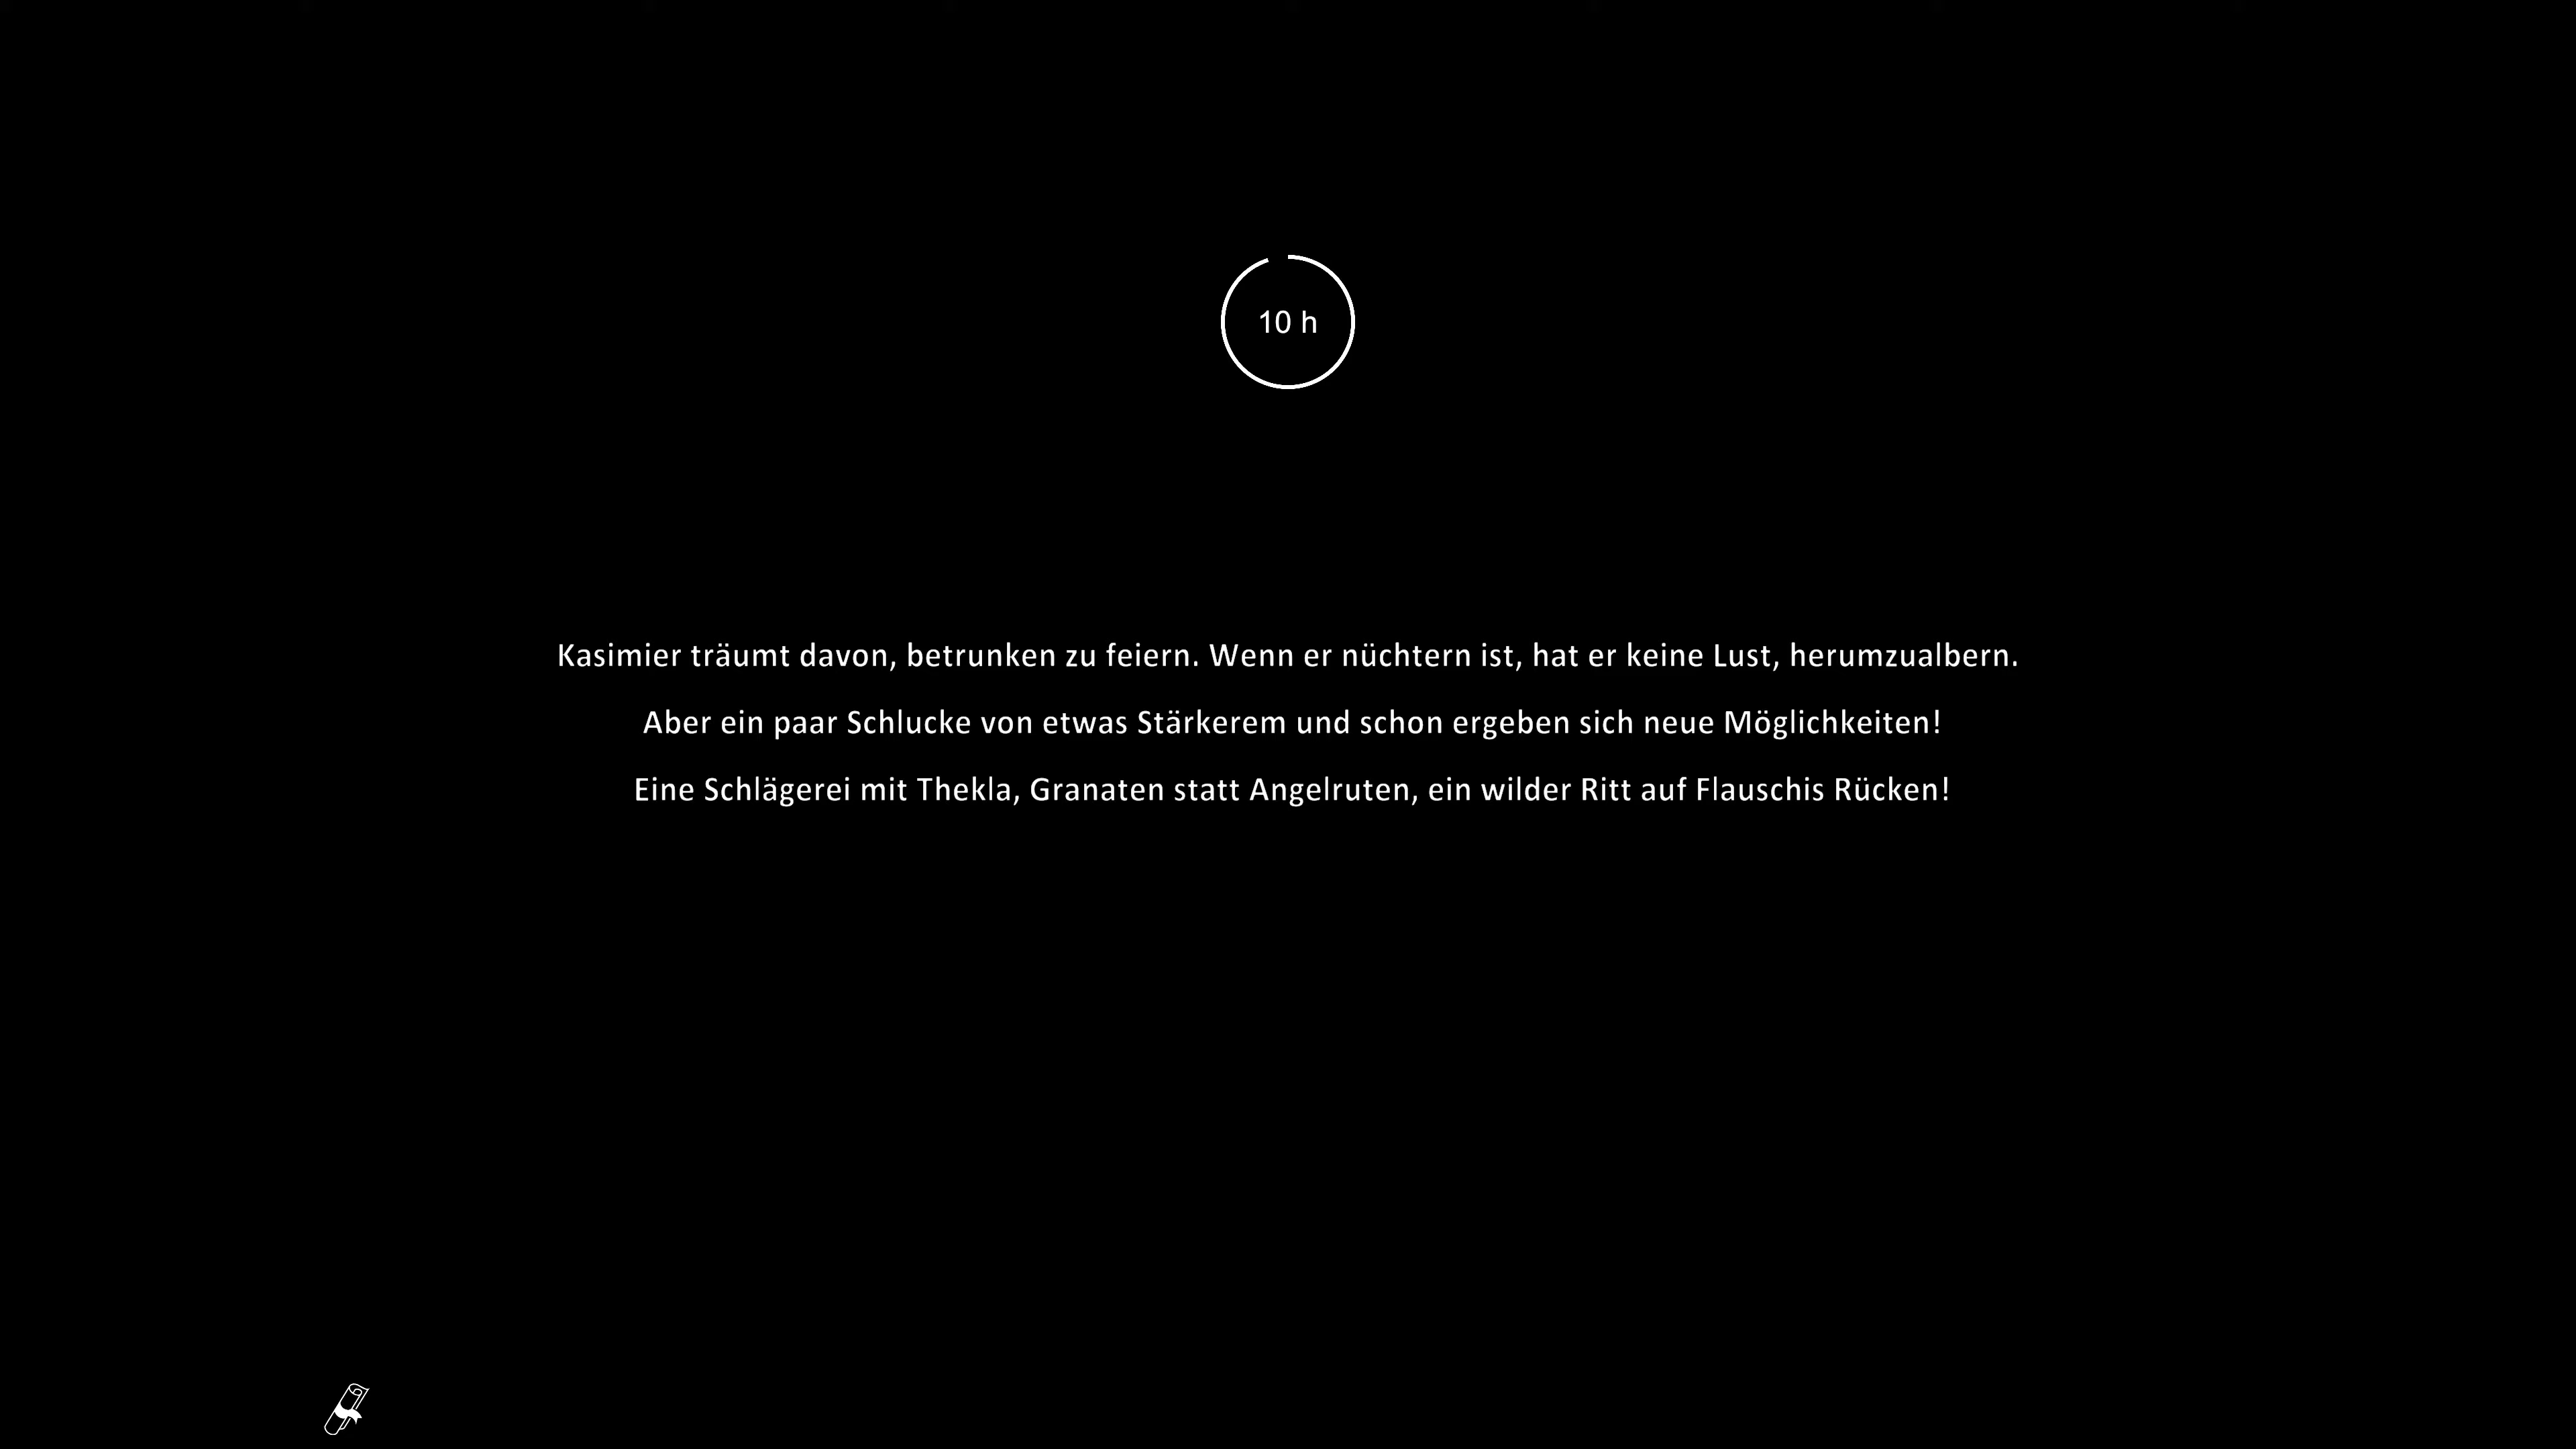 10 h
Kasimier träumt davon, betrunken zu feiern. Wenn er nüchtern ist, hat er keine Lust, herumzualbern.
Aber ein paar Schlucke von etwas Stärkerem und schon ergeben sich neue Möglichkeiten!
Eine Schlägerei mit Thekla, Granaten statt Angelruten, ein wilder Ritt auf Flauschis Rücken!